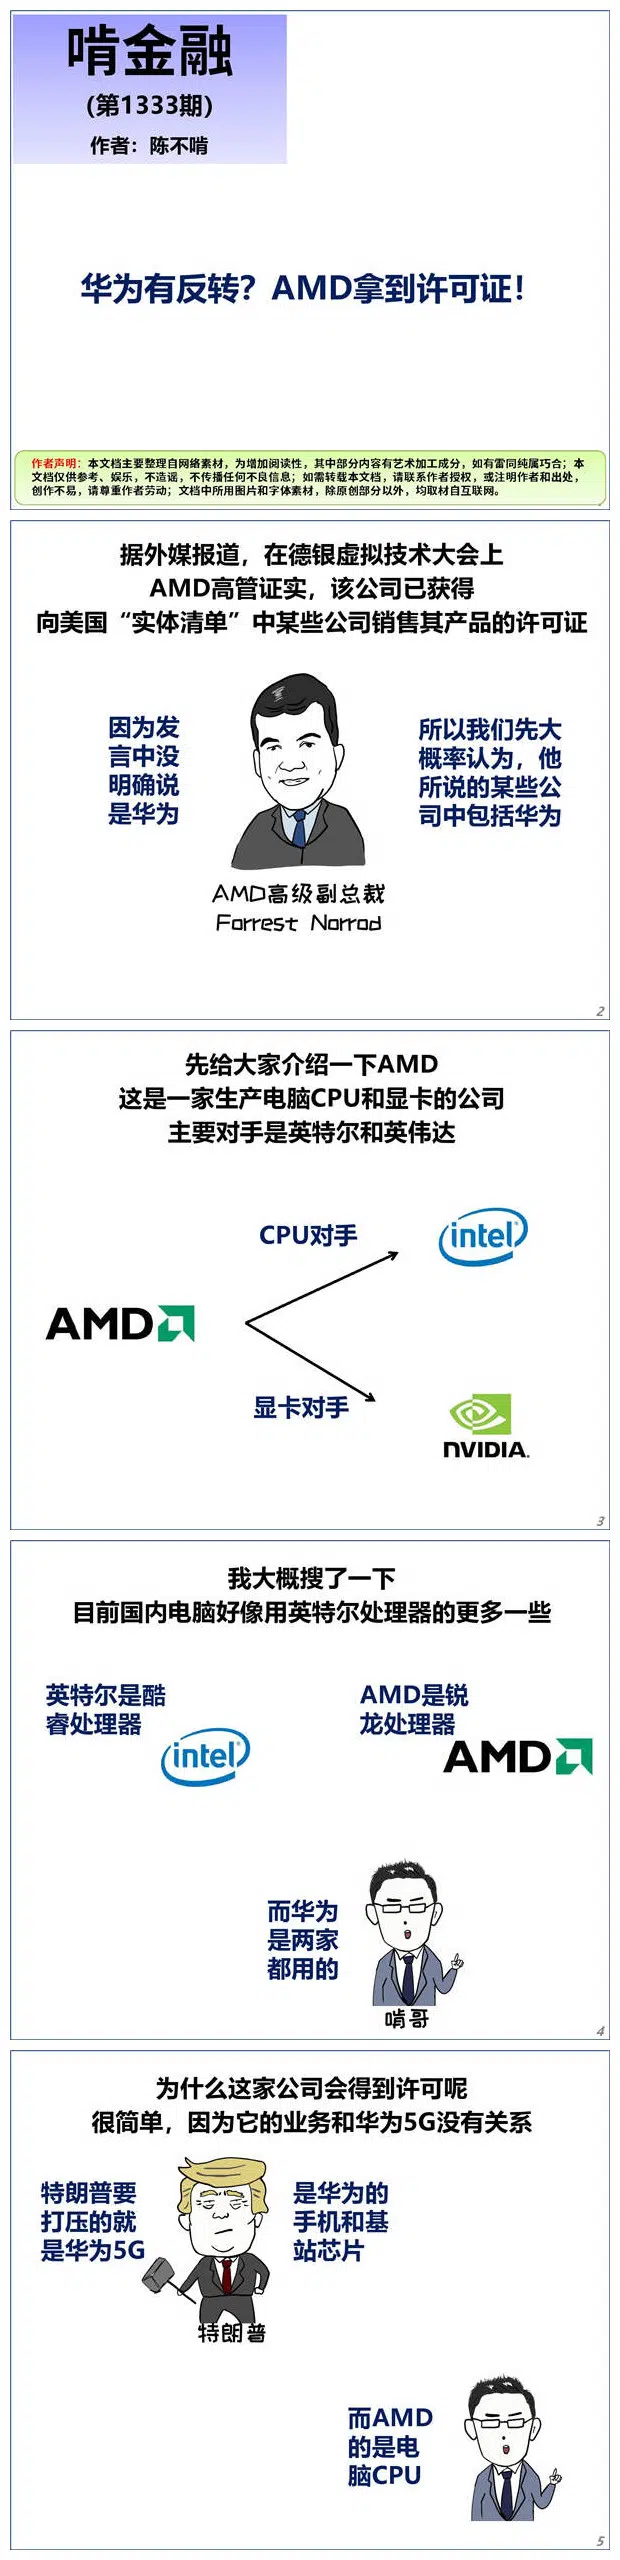 啃金融
(第1333期)
作者：陈不啃
华为有反转？AMD拿到许可证！
作者声明：本文档主要整理自网络素材，为增加阅读性，其中部分内容有艺术加工成分，如有雷同纯属巧合；本
文档仅供参考、娱乐，不造谣，不传播任何不良信息；如需转载本文档，请联系作者授权，或注明作者和出处，
创作不易，请尊重作者劳动；文档中所用图片和字体素材，除原创部分以外，均取材自互联网。
据外媒报道，在德银虚拟技术大会上
AMD高管证实，该公司已获得
向美国“实体清单”中某些公司销售其产品的许可证
因为发
言中没
明确说
是华为
所以我们先大
概率认为，他
所说的某些公
司中包括华为
AMD高级副总裁
Forrest Norrod
2
先给大家介绍一下AMD
这是一家生产电脑CPU和显卡的公司
主要对手是英特尔和英伟达
CPU对手
intel
AMD
显卡对手
NVIDIA.
3
我大概搜了一下
目前国内电脑好像用英特尔处理器的更多一些
英特尔是酷
睿处理器
intel
AMD是锐
龙处理器
AMD
而华为
是两家
都用的
啃哥
4
为什么这家公司会得到许可呢
很简单，因为它的业务和华为5G没有关系
特朗普要
打压的就
是华为5G
是华为的
手机和基
站芯片
特朗普
而AMD
的是电
脑CPU
5